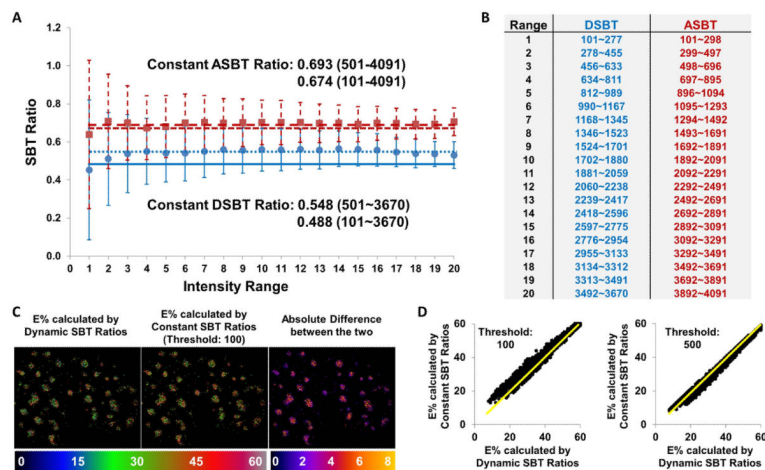 A
SBT Ratio
1.2
1.0
0.8
0.6
0.4
0.2
0.0
Constant ASBT Ratio: 0.693 (501-4091)
0.674 (101-4091)
Constant DSBT Ratio: 0.548 (501~3670)
0.488 (101~3670)
0 1 2 3 4 5 6 7 8 9 10 11 12 13 14 15 16 17 18 19 20
Intensity Range
B
Range DSBT ASBT
1 101~277 101~298
2 278~455 299~497
3 456~633 498~696
4 634~811 697~895
5 812~989 896~1094
6 990~1167 1095~1293
7 1168~1345 1294~1492
8 1346~1523 1493~1691
9 1524~1701 1692~1891
10 1702~1880 1892~2091
11 1881~2059 2092~2291
12 2060~2238 2292~2491
13 2239~2417 2492~2691
14 2418~2596 2692~2891
15 2597~2775 2892~3091
16 2776~2954 3092~3291
17 2955~3133 3292~3491
18 3134~3312 3492~3691
19 3313~3491 3692~3891
20 3492~3670 3892~4091
C
E% calculated by
Dynamic SBT Ratios
E% calculated by
Constant SBT Ratios
(Threshold: 100)
Absolute Difference
between the two
0 15 30 45 60
0 2 4 6 8
D
E% calculated by
Constant SBT Ratios
60
40
20
0
Threshold:
100
0 20 40 60
E% calculated by
Dynamic SBT Ratios
E% calculated by
Constant SBT Ratios
60
40
20
0
Threshold:
500
0 20 40 60
E% calculated by
Dynamic SBT Ratios